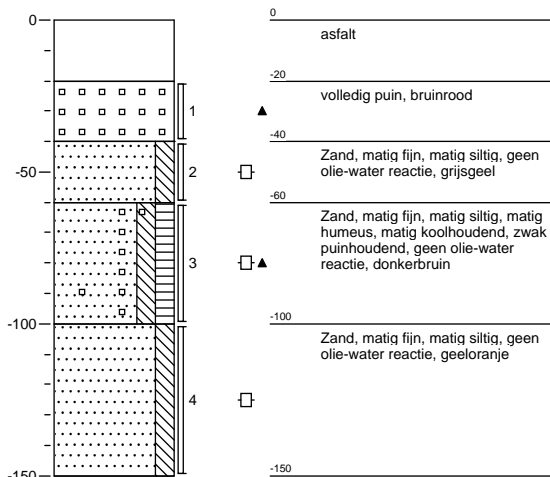 0
0
asfalt
-20
volledig puin, bruinrood
1
-40
Zand, matig fijn, matig siltig, geen
olie-water reactie, grijsgeel
2
-50
-60
Zand, matig fijn, matig siltig, matig
humeus, matig koolhoudend, zwak
puinhoudend, geen olie-water
reactie, donkerbruin
3
-100
-100
Zand, matig fijn, matig siltig, geen
olie-water reactie, geeloranje
4
-150
-150